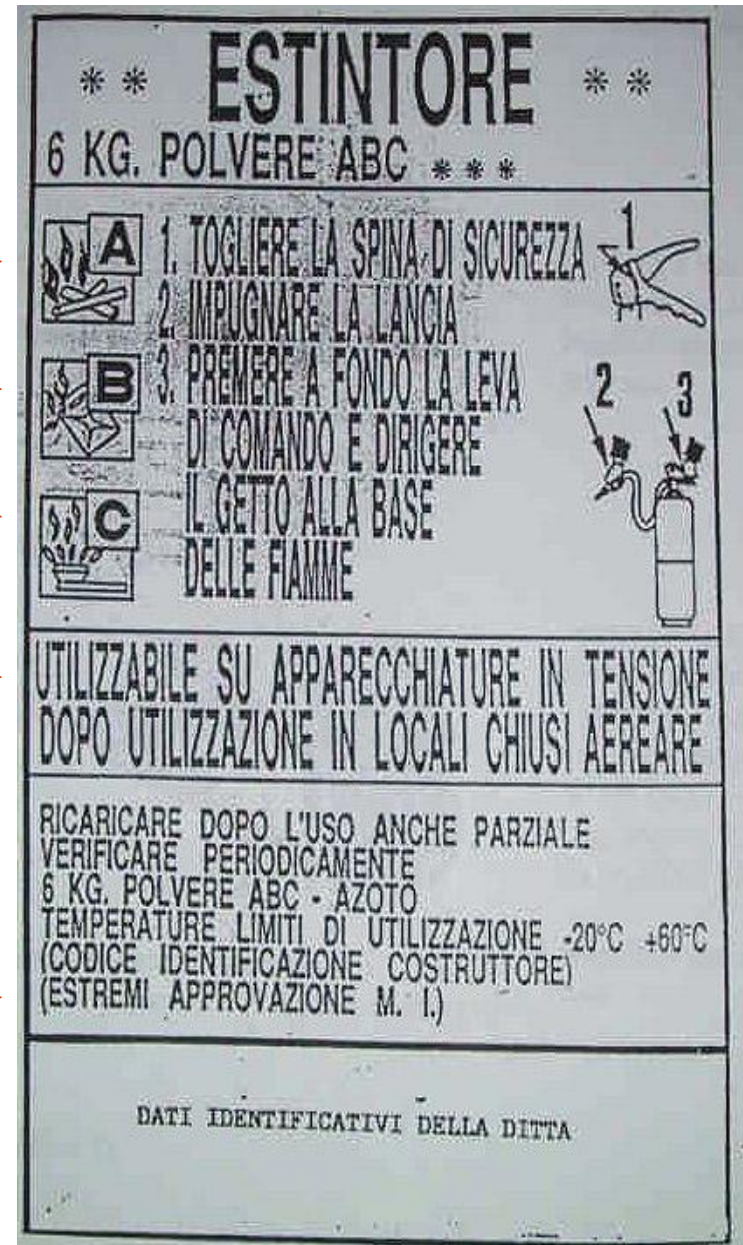 ** ESTINTORE **
6 KG. POLVERE ABC ***
A 1. TOGLIERE LA SPINA DI SICUREZZA 1
2. IMPUGNARE LA LANCIA
B 3. PREMERE A FONDO LA LEVA 2 3
DI COMANDO E DIRIGERE
C IL GETTO ALLA BASE
DELLE FIAMME
UTILIZZABILE SU APPARECCHIATURE IN TENSIONE
DOPO UTILIZZAZIONE IN LOCALI CHIUSI AEREARE
RICARICARE DOPO L'USO ANCHE PARZIALE
VERIFICARE PERIODICAMENTE
6 KG. POLVERE ABC - AZOTO
TEMPERATURE LIMITI DI UTILIZZAZIONE -20°C +60°C
(CODICE IDENTIFICAZIONE COSTRUTTORE)
(ESTREMI APPROVAZIONE M. I.)
DATI IDENTIFICATIVI DELLA DITTA